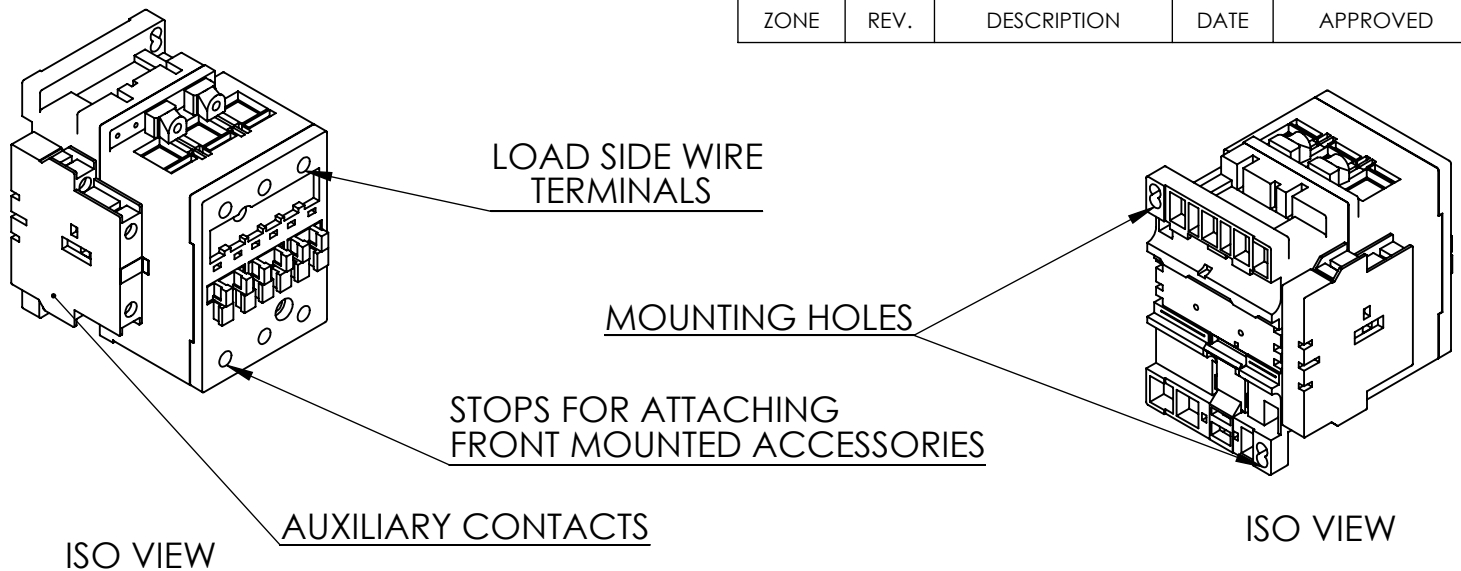 ZONE REV. DESCRIPTION DATE APPROVED
LOAD SIDE WIRE
TERMINALS
MOUNTING HOLES
STOPS FOR ATTACHING
FRONT MOUNTED ACCESSORIES
AUXILIARY CONTACTS
ISO VIEW
ISO VIEW